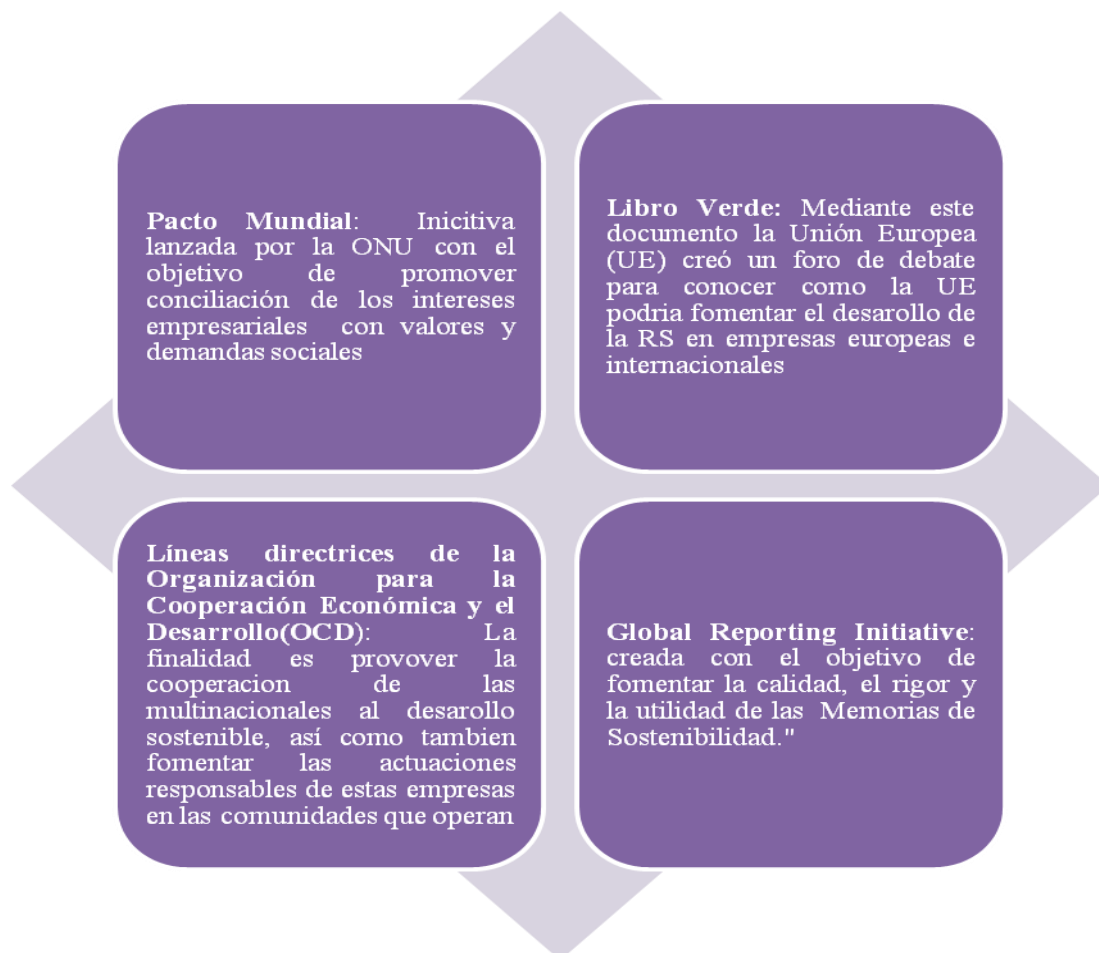 Pacto Mundial: Inicitiva
lanzada por la ONU con el
objetivo de promover
conciliación de los intereses
empresariales con valores y
demandas sociales
Libro Verde: Mediante este
documento la Unión Europea
(UE) creó un foro de debate
para conocer como la UE
podria fomentar el desarollo de
la RS en empresas europeas e
internacionales
Líneas directrices de la
Organización para la
Cooperación Económica y el
Desarrollo(OCD): La
finalidad es provover la
cooperacion de las
multinacionales al desarollo
sostenible, así como tambien
fomentar las actuaciones
responsables de estas empresas
en las comunidades que operan
Global Reporting Initiative:
creada con el objetivo de
fomentar la calidad, el rigor y
la utilidad de las Memorias de
Sostenibilidad."